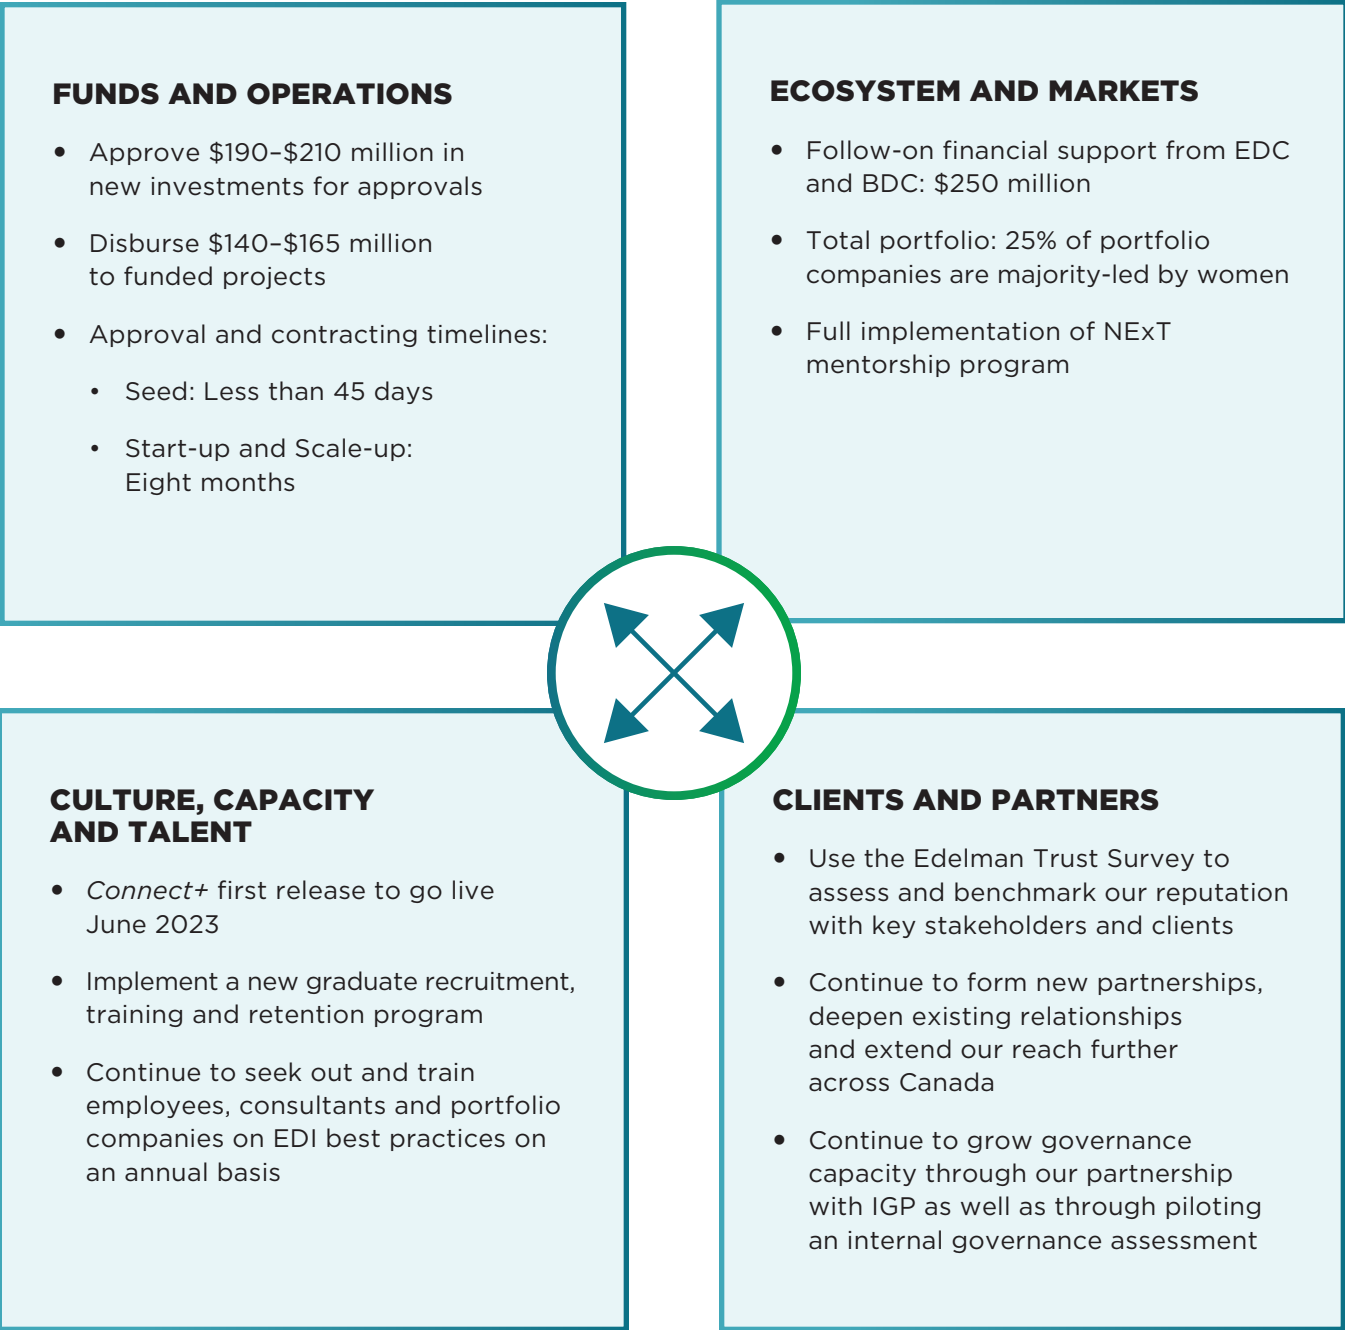 FUNDS AND OPERATIONS
• Approve $190–$210 million in
new investments for approvals
• Disburse $140–$165 million
to funded projects
• Approval and contracting timelines:
• Seed: Less than 45 days
• Start-up and Scale-up:
Eight months
ECOSYSTEM AND MARKETS
• Follow-on financial support from EDC
and BDC: $250 million
• Total portfolio: 25% of portfolio
companies are majority-led by women
• Full implementation of NExT
mentorship program
CULTURE, CAPACITY
AND TALENT
• Connect+ first release to go live
June 2023
• Implement a new graduate recruitment,
training and retention program
• Continue to seek out and train
employees, consultants and portfolio
companies on EDI best practices on
an annual basis
CLIENTS AND PARTNERS
• Use the Edelman Trust Survey to
assess and benchmark our reputation
with key stakeholders and clients
• Continue to form new partnerships,
deepen existing relationships
and extend our reach further
across Canada
• Continue to grow governance
capacity through our partnership
with IGP as well as through piloting
an internal governance assessment